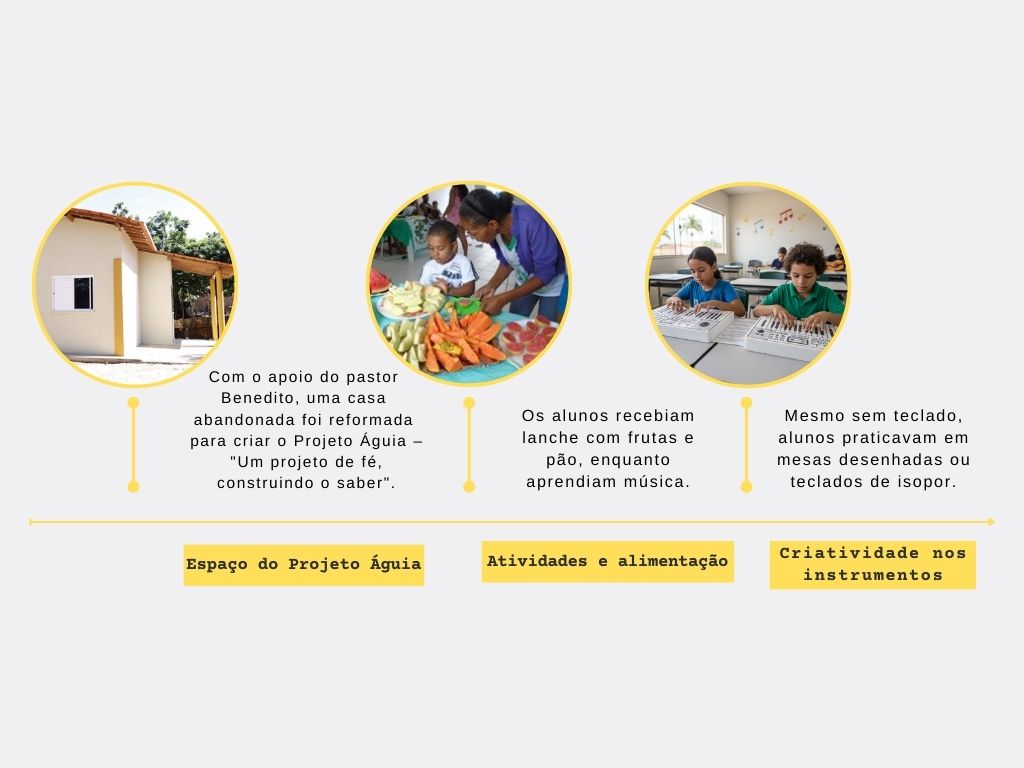 Com o apoio do pastor
Benedito, uma casa
abandonada foi reformada
para criar o Projeto Águia –
"Um projeto de fé,
construindo o saber".
Os alunos recebiam
lanche com frutas e
pão, enquanto
aprendiam música.
Mesmo sem teclado,
alunos praticavam em
mesas desenhadas ou
teclados de isopor.
Espaço do Projeto Águia
Atividades e alimentação
Criatividade nos
instrumentos